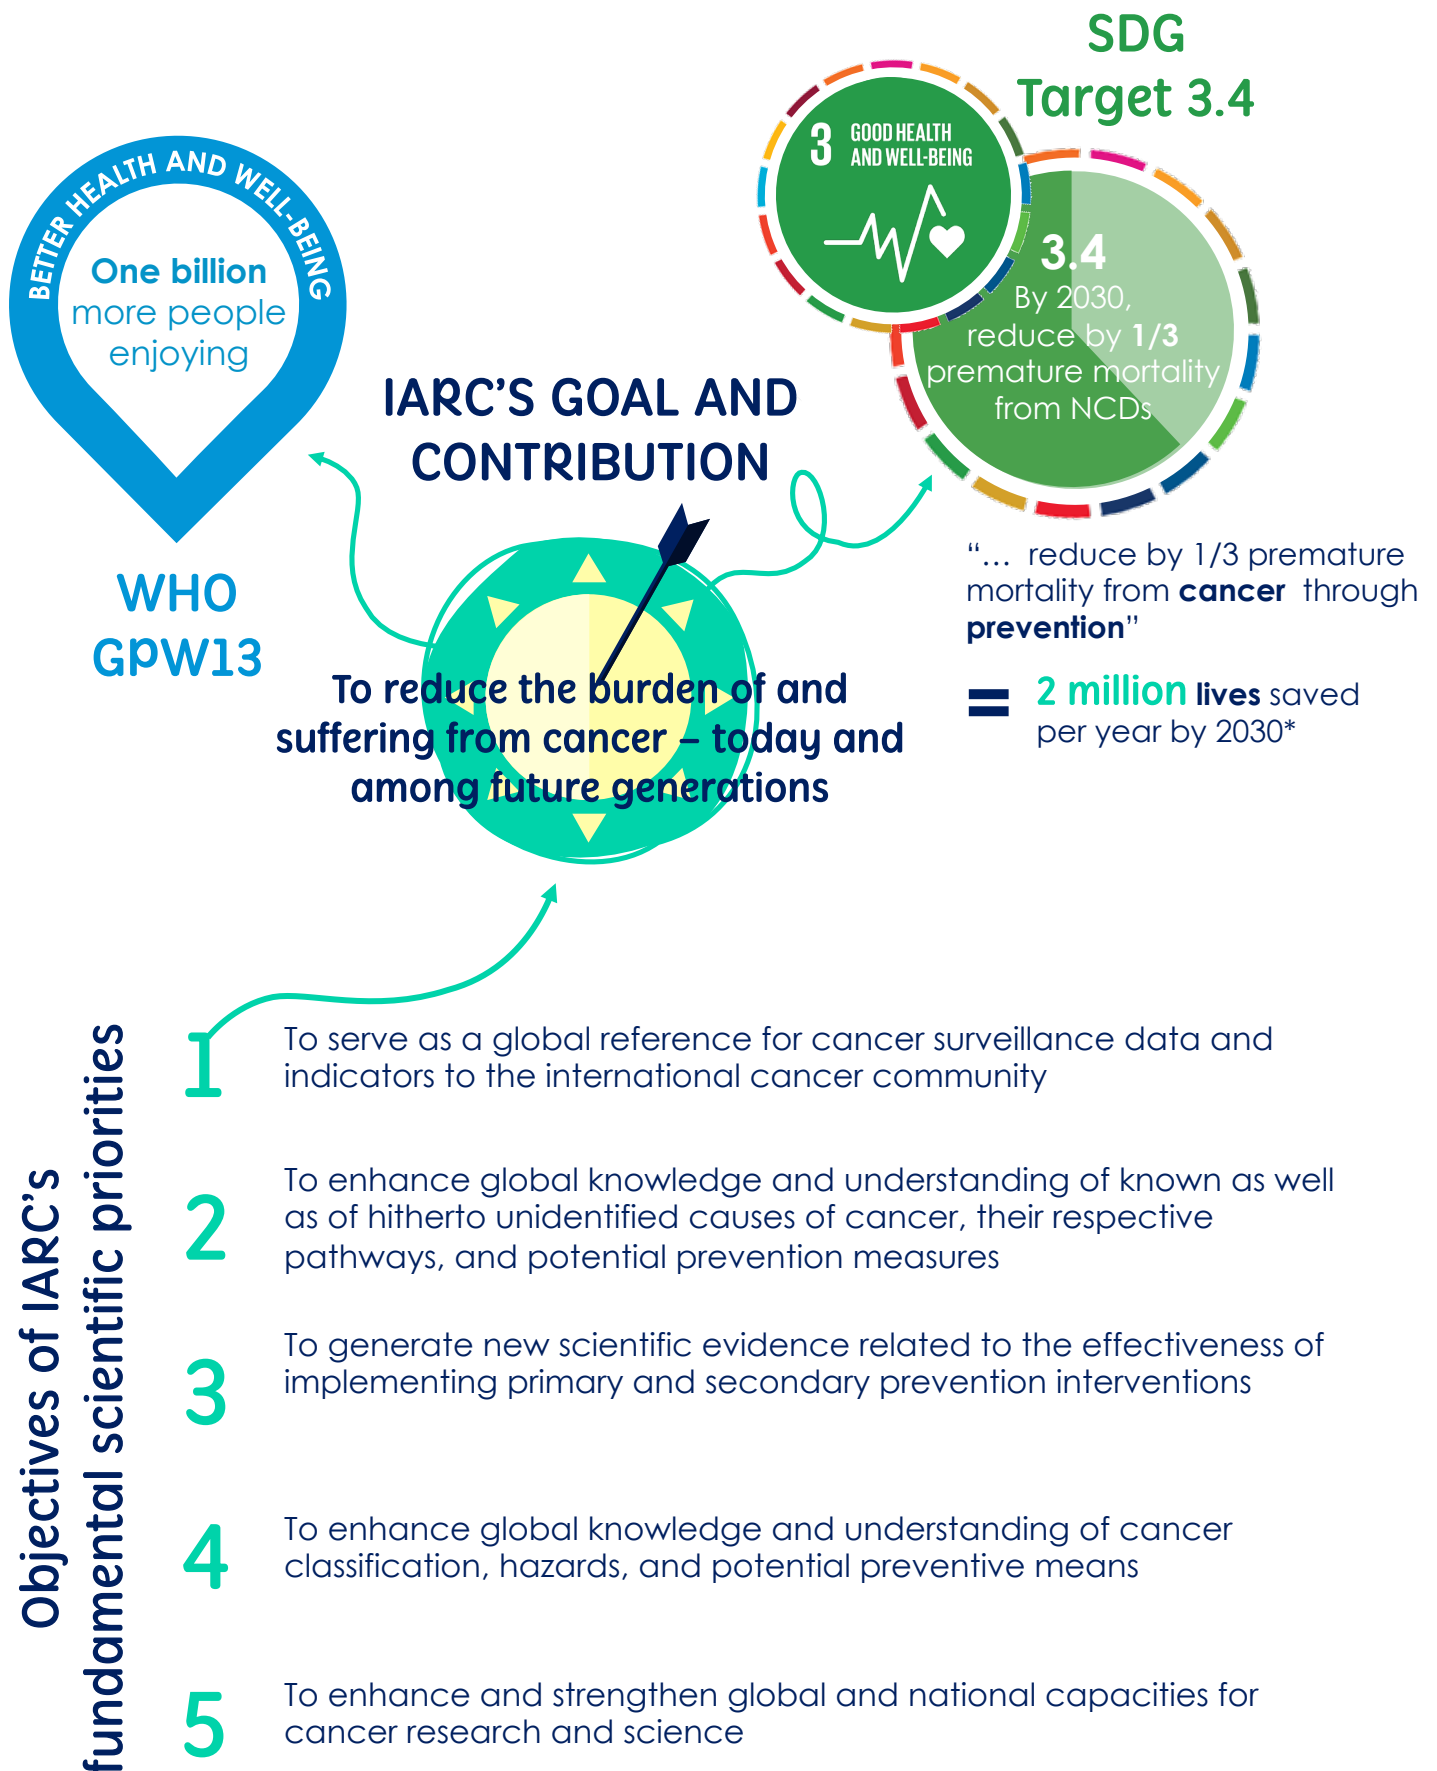 SDG
Target 3.4
3 GOOD HEALTH
AND WELL-BEING
3.4
By 2030,
reduce by 1/3
premature mortality
from NCDs
BETTER HEALTH AND WELL-BEING
One billion
more people
enjoying
WHO
GPW13
IARC’S GOAL AND
CONTRIBUTION
To reduce the burden of and
suffering from cancer – today and
among future generations
“… reduce by 1/3 premature
mortality from cancer through
prevention”
= 2 million lives saved
per year by 2030*
Objectives of IARC’s
fundamental scientific priorities
1 To serve as a global reference for cancer surveillance data and
indicators to the international cancer community
2 To enhance global knowledge and understanding of known as well
as of hitherto unidentified causes of cancer, their respective
pathways, and potential prevention measures
3 To generate new scientific evidence related to the effectiveness of
implementing primary and secondary prevention interventions
4 To enhance global knowledge and understanding of cancer
classification, hazards, and potential preventive means
5 To enhance and strengthen global and national capacities for
cancer research and science